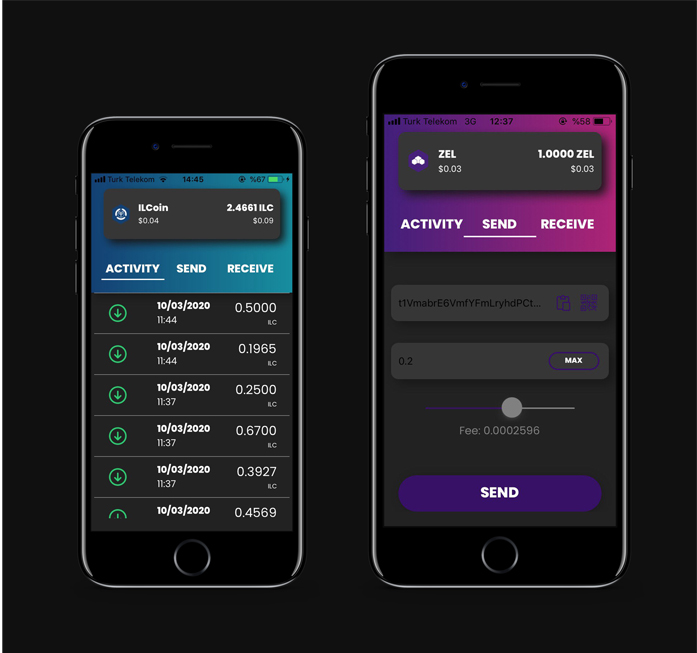 Turk Telekom 14:45 %67
ILCoin 2.4661 ILC
$0.04 $0.09
ACTIVITY SEND RECEIVE
10/03/2020 0.5000
11:44 ILC
10/03/2020 0.1965
11:44 ILC
10/03/2020 0.2500
11:37 ILC
10/03/2020 0.6700
11:37 ILC
10/03/2020 0.3927
11:37 ILC
10/03/2020 0.4569
Turk Telekom 3G 12:37 %58
ZEL 1.0000 ZEL
$0.03 $0.03
ACTIVITY SEND RECEIVE
t1VmabrE6VmfYFmLryhdPCt...
0.2 MAX
Fee: 0.0002596
SEND